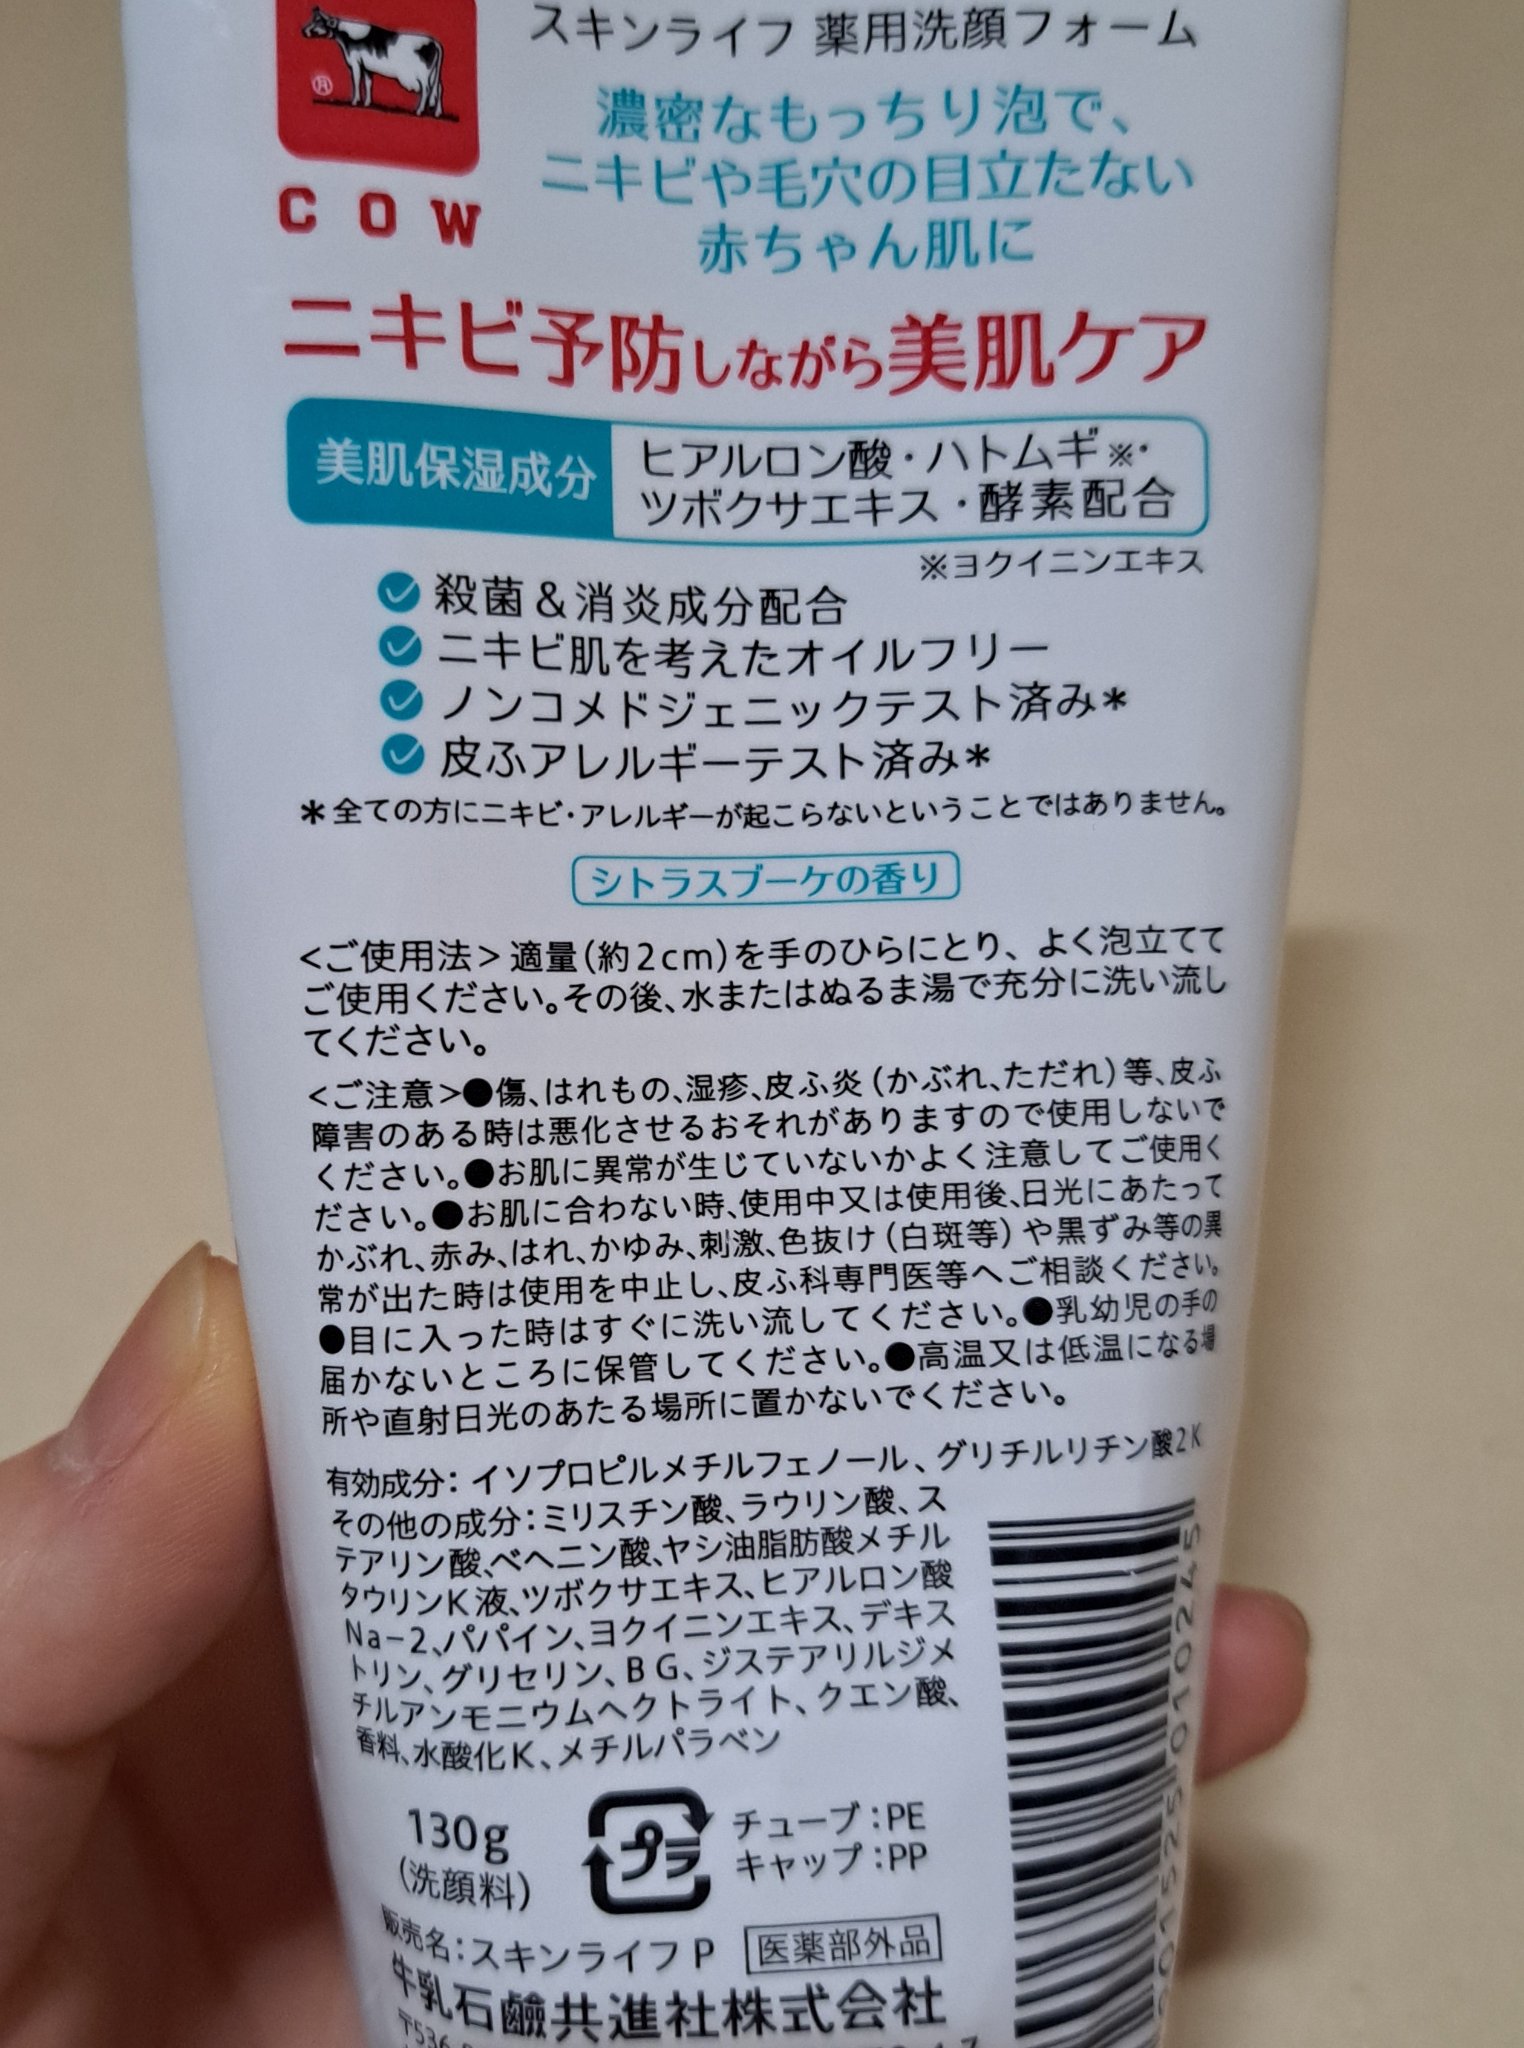 スキンライフ 薬用洗顔フォーム
濃密なもっちり泡で、
ニキビや毛穴の目立たない
赤ちゃん肌に
®
COW
ニキビ予防しながら美肌ケア
美肌保湿成分
ヒアルロン酸・ハトムギ※・
ツボクサエキス・酵素配合
※ヨクイニンエキス
殺菌&消炎成分配合
ニキビ肌を考えたオイルフリー
ノンコメドジェニックテスト済み*
皮ふアレルギーテスト済み*
*全ての方にニキビ・アレルギーが起こらないということではありません。
シトラスブーケの香り
<ご使用法>適量(約2cm)を手のひらにとり、よく泡立てて
ご使用ください。その後、水またはぬるま湯で充分に洗い流し
てください。
<ご注意>●傷、はれもの、湿疹、皮ふ炎(かぶれ、ただれ)等、皮ふ
障害のある時は悪化させるおそれがありますので使用しないで
ください。●お肌に異常が生じていないかよく注意してご使用く
ださい。●お肌に合わない時、使用中又は使用後、日光にあたって
かぶれ、赤み、はれ、かゆみ、刺激、色抜け(白斑等)や黒ずみ等の異
常が出た時は使用を中止し、皮ふ科専門医等へご相談ください。
●目に入った時はすぐに洗い流してください。●乳幼児の手の
届かないところに保管してください。●高温又は低温になる場
所や直射日光のあたる場所に置かないでください。
有効成分：イソプロピルメチルフェノール、グリチルリチン酸2K
その他の成分：ミリスチン酸、ラウリン酸、ス
テアリン酸、ベヘニン酸、ヤシ油脂肪酸メチル
タウリンK液、ツボクサエキス、ヒアルロン酸
Na－2、パパイン、ヨクイニンエキス、デキス
トリン、グリセリン、BG、ジステアリルジメ
チルアンモニウムヘクトライト、クエン酸、
香料、水酸化K、メチルパラベン
130g
(洗顔料)
プラ
チューブ：PE
キャップ：PP
販売名：スキンライフP
医薬部外品
牛乳石鹼共進社株式会社
〒536